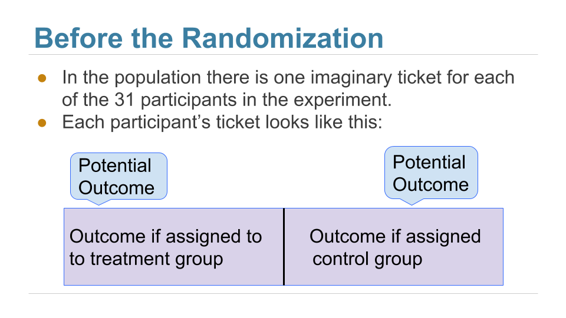 Before the Randomization
● In the population there is one imaginary ticket for each
of the 31 participants in the experiment.
● Each participant's ticket looks like this:
Potential
Outcome
Potential
Outcome
Outcome if assigned to
to treatment group
Outcome if assigned
control group